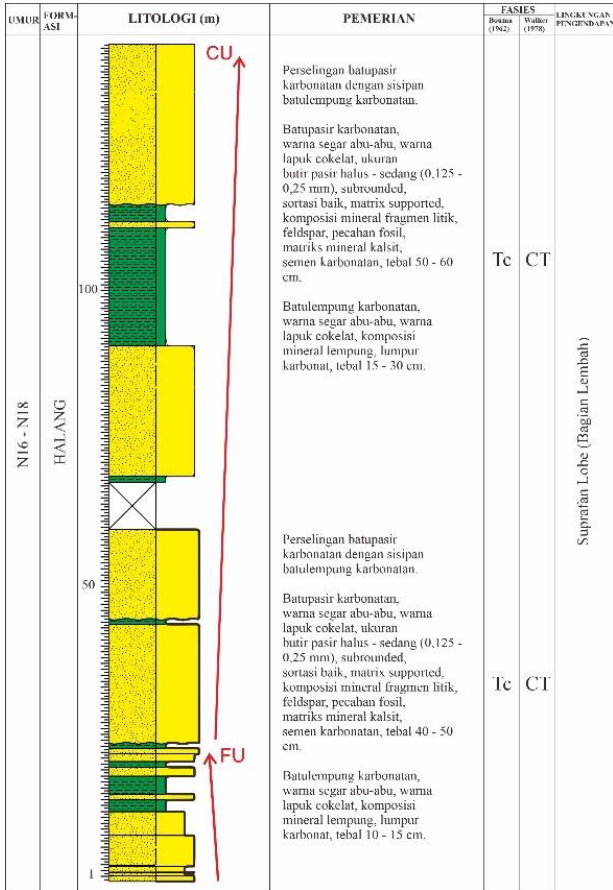 UMUR
FORM-
ASI
LITOLOGI (m)
PEMERIAN
FASIES
Bouma
(1962)
Walker
(1978)
LINGKUNGAN
PENGENDAPAN
CU
Perselingan batupasir
karbonatan dengan sisipan
batulempung karbonatan.
Batupasir karbonatan,
warna segar abu-abu, warna
lapuk cokelat, ukuran
butir pasir halus - sedang (0,125 -
0,25 mm), subrounded,
sortasi baik, matrix supported,
komposisi mineral fragmen litik,
feldspar, pecahan fosil,
matriks mineral kalsit,
semen karbonatan, tebal 50 - 60
cm.
Tc
CT
100
Batulempung karbonatan,
warna segar abu-abu, warna
lapuk cokelat, komposisi
mineral lempung, lumpur
karbonat, tebal 15 - 30 cm.
N16 - N18
HALANG
Suprafan Lobe (Bagian Lembah)
50
Perselingan batupasir
karbonatan dengan sisipan
batulempung karbonatan.
Batupasir karbonatan,
warna segar abu-abu, warna
lapuk cokelat, ukuran
butir pasir halus - sedang (0,125 -
0,25 mm), subrounded,
sortasi baik, matrix supported,
komposisi mineral fragmen litik,
feldspar, pecahan fosil,
matriks mineral kalsit,
semen karbonatan, tebal 40 - 50
cm.
Tc
CT
FU
Batulempung karbonatan,
warna segar abu-abu, warna
lapuk cokelat, komposisi
mineral lempung, lumpur
karbonat, tebal 10 - 15 cm.
1